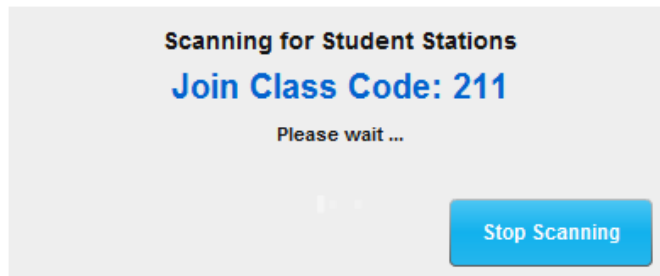 Scanning for Student Stations
Join Class Code: 211
Please wait ...
Stop Scanning